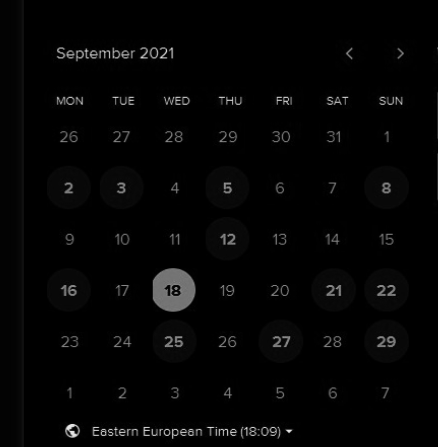 September 2021
MON TUE WED THU FRI SAT SUN
26 27 28 29 30 31 1
2 3 4 5 6 7 8
9 10 11 12 13 14 15
16 17 18 19 20 21 22
23 24 25 26 27 28 29
1 2 3 4 5 6 7
Eastern European Time (18:09)